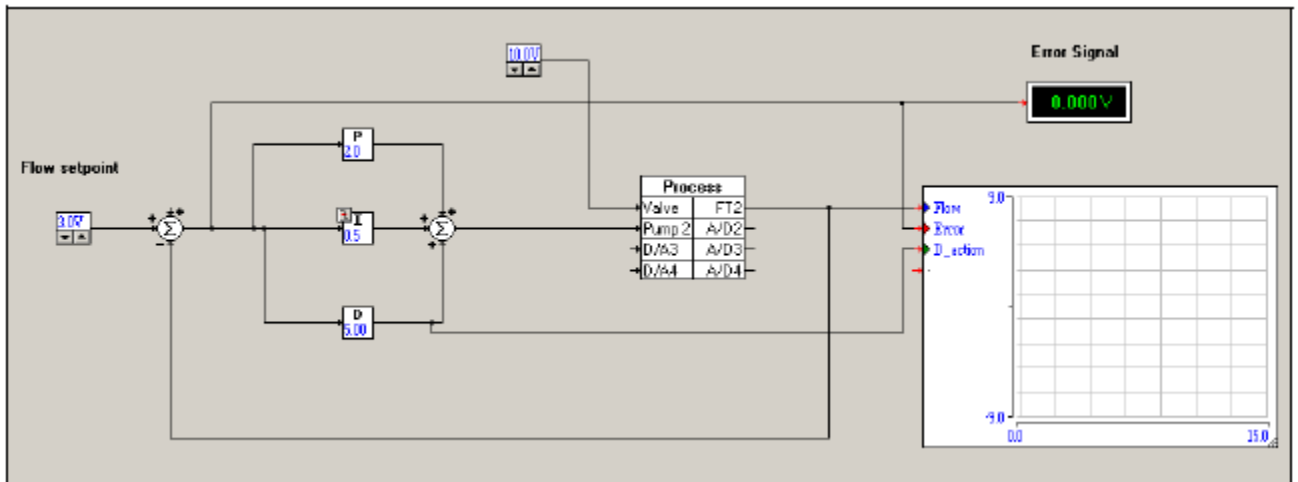 Error Signal
10.0V
0.000V
P
2.0
Flow setpoint
3.0V
I
0.5
Σ
Σ
Process
Valve FT2
Pump 2 A/D2
D/A3 A/D3
D/A4 A/D4
D
5.00
Flow
Error
D_action
9.0
-9.0
0.0 15.0